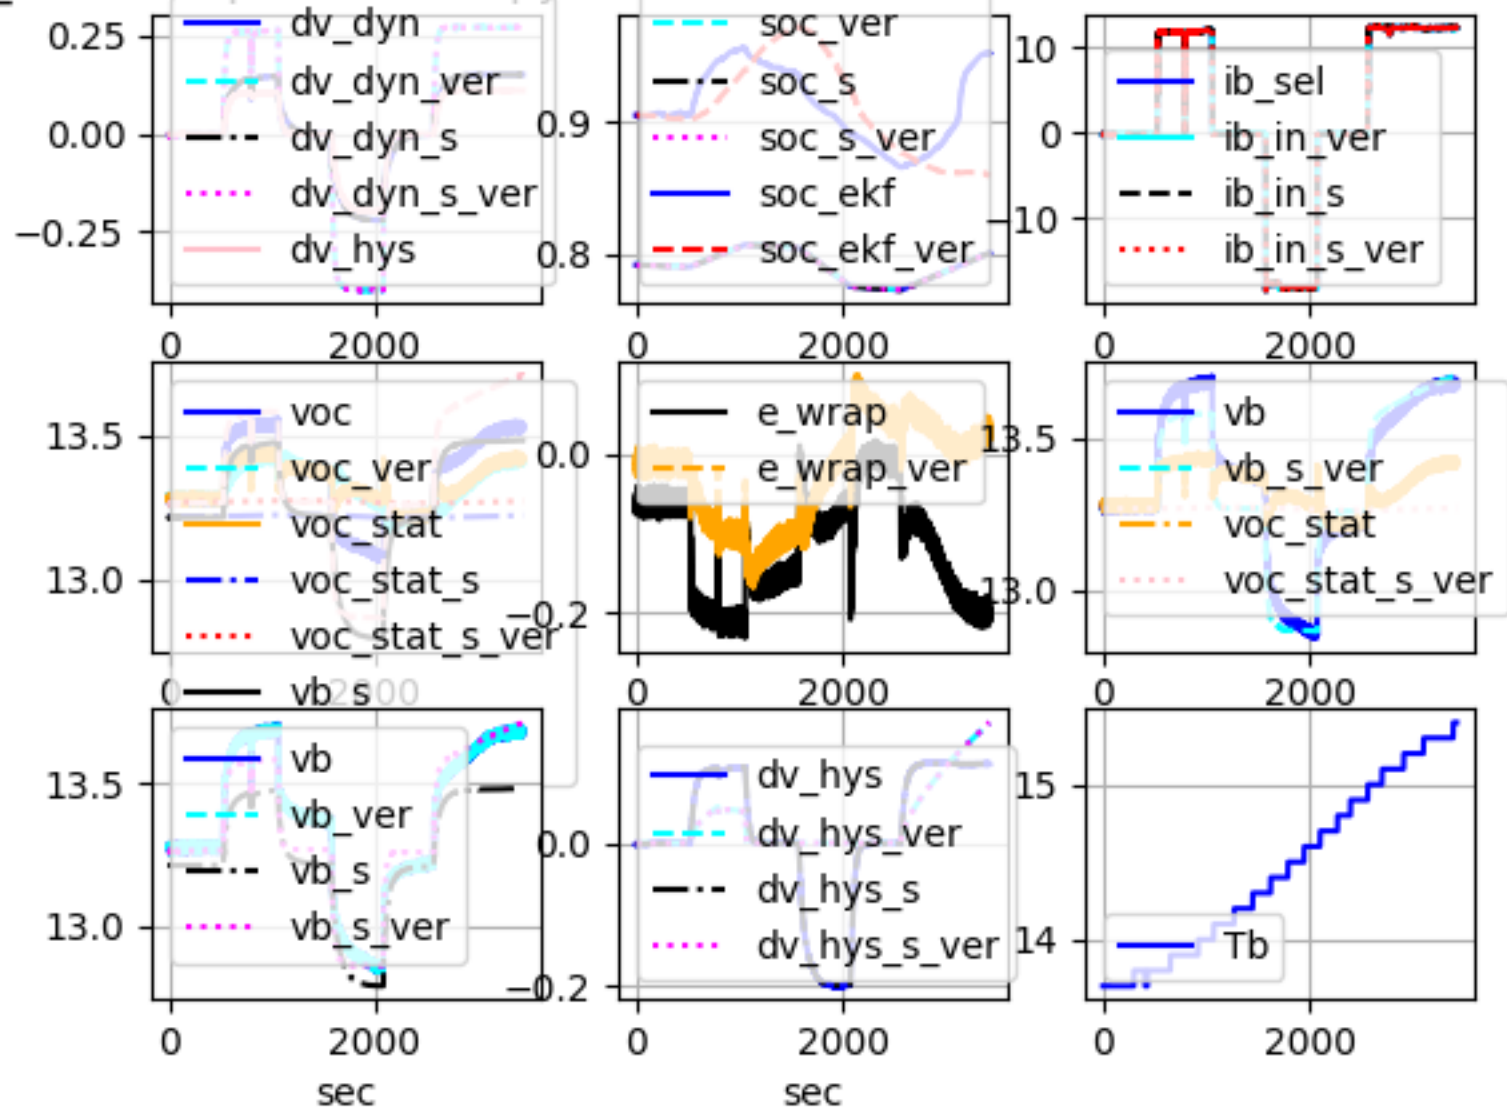 dv_dyn
dv_dyn_ver
dv_dyn_s
dv_dyn_s_ver
dv_hys
0.25
0.00
−0.25
0
2000
soc_ver
soc_s
soc_s_ver
soc_ekf
soc_ekf_ver
0.9
0.8
0
2000
ib_sel
ib_in_ver
ib_in_s
ib_in_s_ver
10
0
10
0
2000
voc
voc_ver
voc_stat
voc_stat_s
voc_stat_s_ver
vb_s
13.5
13.0
0
2000
e_wrap
e_wrap_ver
0.0
−0.2
0
2000
vb
vb_s_ver
voc_stat
voc_stat_s_ver
13.5
13.0
0
2000
vb
vb_ver
vb_s
vb_s_ver
13.5
13.0
0
2000
sec
dv_hys
dv_hys_ver
dv_hys_s
dv_hys_s_ver
0.0
−0.2
0
2000
sec
Tb
15
14
0
2000